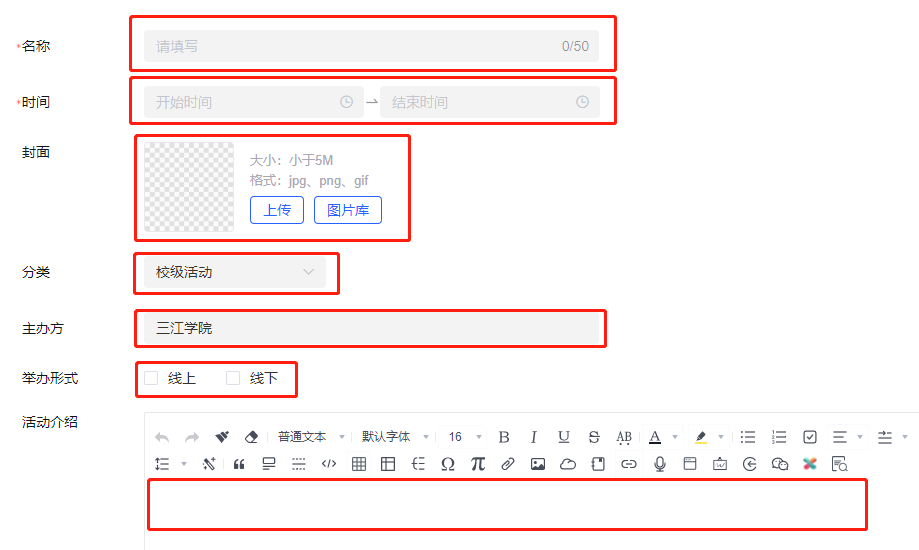 *名称 请填写 0/50
*时间 开始时间 → 结束时间
封面
大小：小于5M
格式：jpg、png、gif
上传 图片库
分类 校级活动
主办方 三江学院
举办形式 线上 线下
活动介绍
普通文本 默认字体 16 B I U S AB A